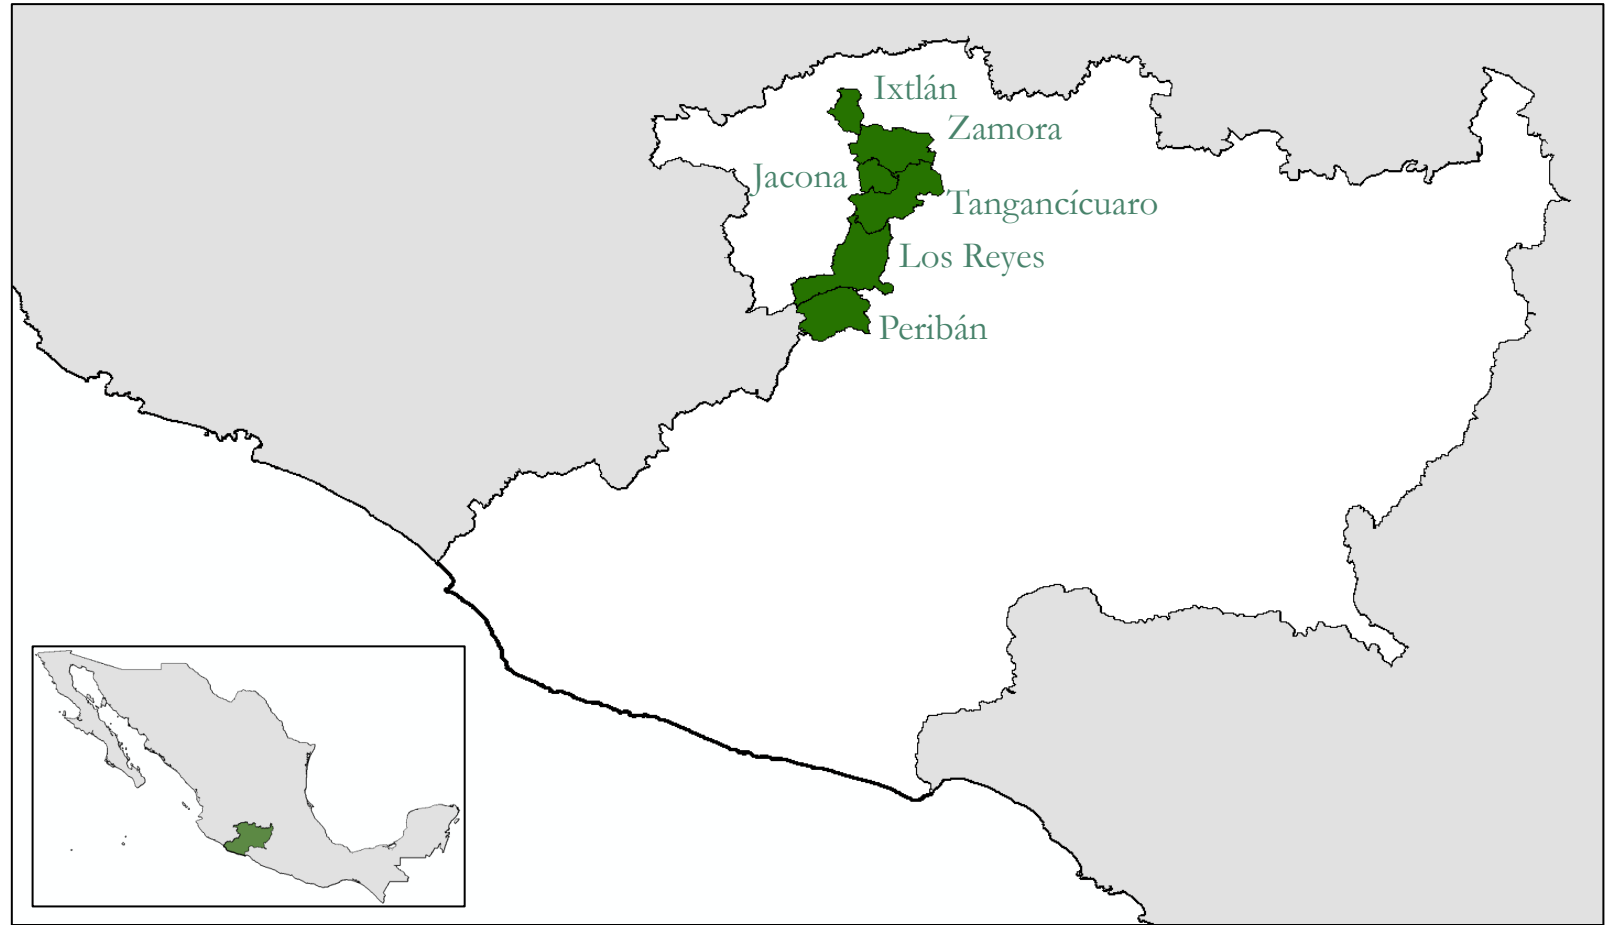 Ixtlán
Zamora
Jacona
Tangancícuaro
Los Reyes
Peribán